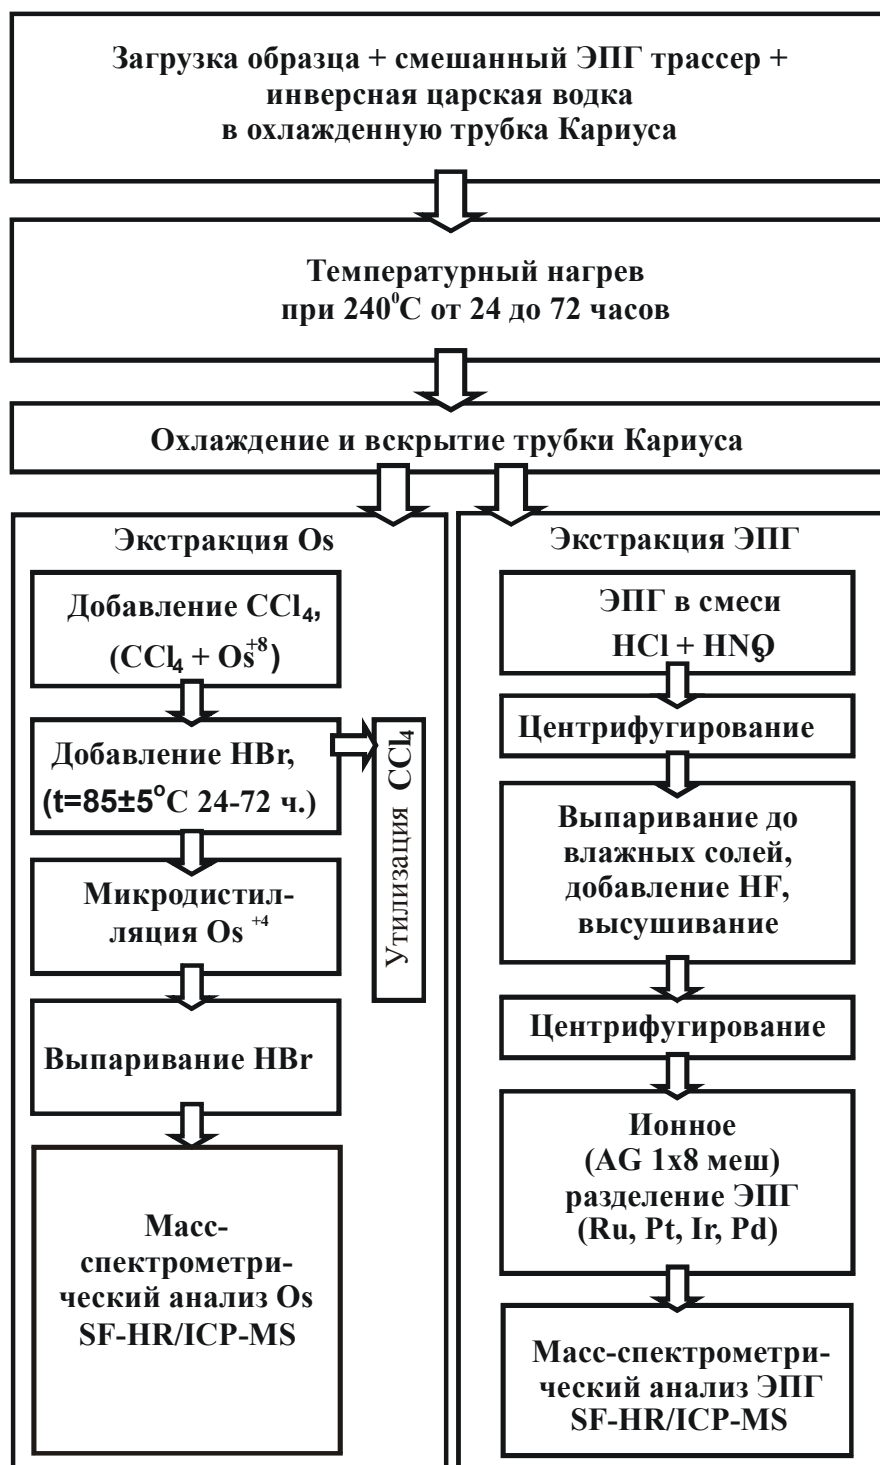 Загрузка образца + смешанный ЭПГ трассер +
инверсная царская водка
в охлажденную трубка Кариуса
Температурный нагрев
при 240⁰С от 24 до 72 часов
Охлаждение и вскрытие трубки Кариуса
Экстракция Os
Добавление CCl₄,
(CCl₄ + Os⁺⁸)
Добавление HBr,
(t=85±5°C 24-72 ч.)
Утилизация CCl₄
Микродистил-
ляция Os ⁺⁴
Выпаривание HBr
Масс-
спектрометри-
ческий анализ Os
SF-HR/ICP-MS
Экстракция ЭПГ
ЭПГ в смеси
HCl + HNO₃
Центрифугирование
Выпаривание до
влажных солей,
добавление HF,
высушивание
Центрифугирование
Ионное
(AG 1x8 меш)
разделение ЭПГ
(Ru, Pt, Ir, Pd)
Масс-спектрометри-
ческий анализ ЭПГ
SF-HR/ICP-MS